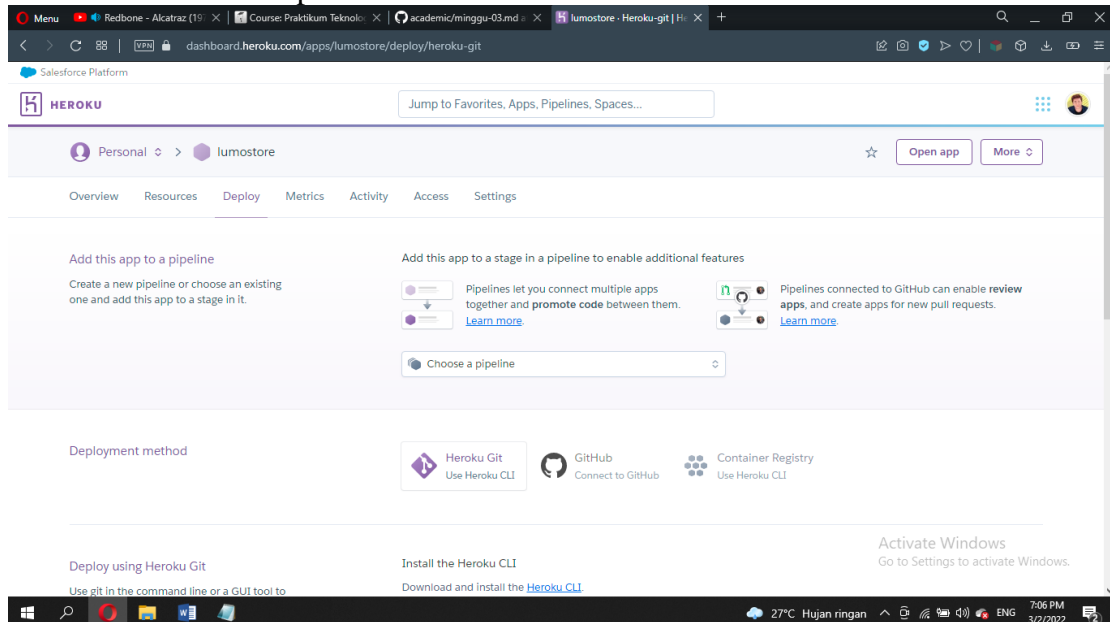 Menu
Redbone - Alcatraz (197
Course: Praktikum Teknolog
academic/minggu-03.md a
lumostore · Heroku-git | He
VPN
dashboard.heroku.com/apps/lumostore/deploy/heroku-git
Salesforce Platform
HEROKU
Jump to Favorites, Apps, Pipelines, Spaces...
Personal > lumostore
Open app
More
Overview Resources Deploy Metrics Activity Access Settings
Add this app to a pipeline
Create a new pipeline or choose an existing
one and add this app to a stage in it.
Add this app to a stage in a pipeline to enable additional features
Pipelines let you connect multiple apps
together and promote code between them.
Learn more.
Pipelines connected to GitHub can enable review
apps, and create apps for new pull requests.
Learn more.
Choose a pipeline
Deployment method
Heroku Git
Use Heroku CLI
GitHub
Connect to GitHub
Container Registry
Use Heroku CLI
Deploy using Heroku Git
Use git in the command line or a GUI tool to
Install the Heroku CLI
Download and install the Heroku CLI.
Activate Windows
Go to Settings to activate Windows.
27°C Hujan ringan
ENG
7:06 PM
3/2/2022
2